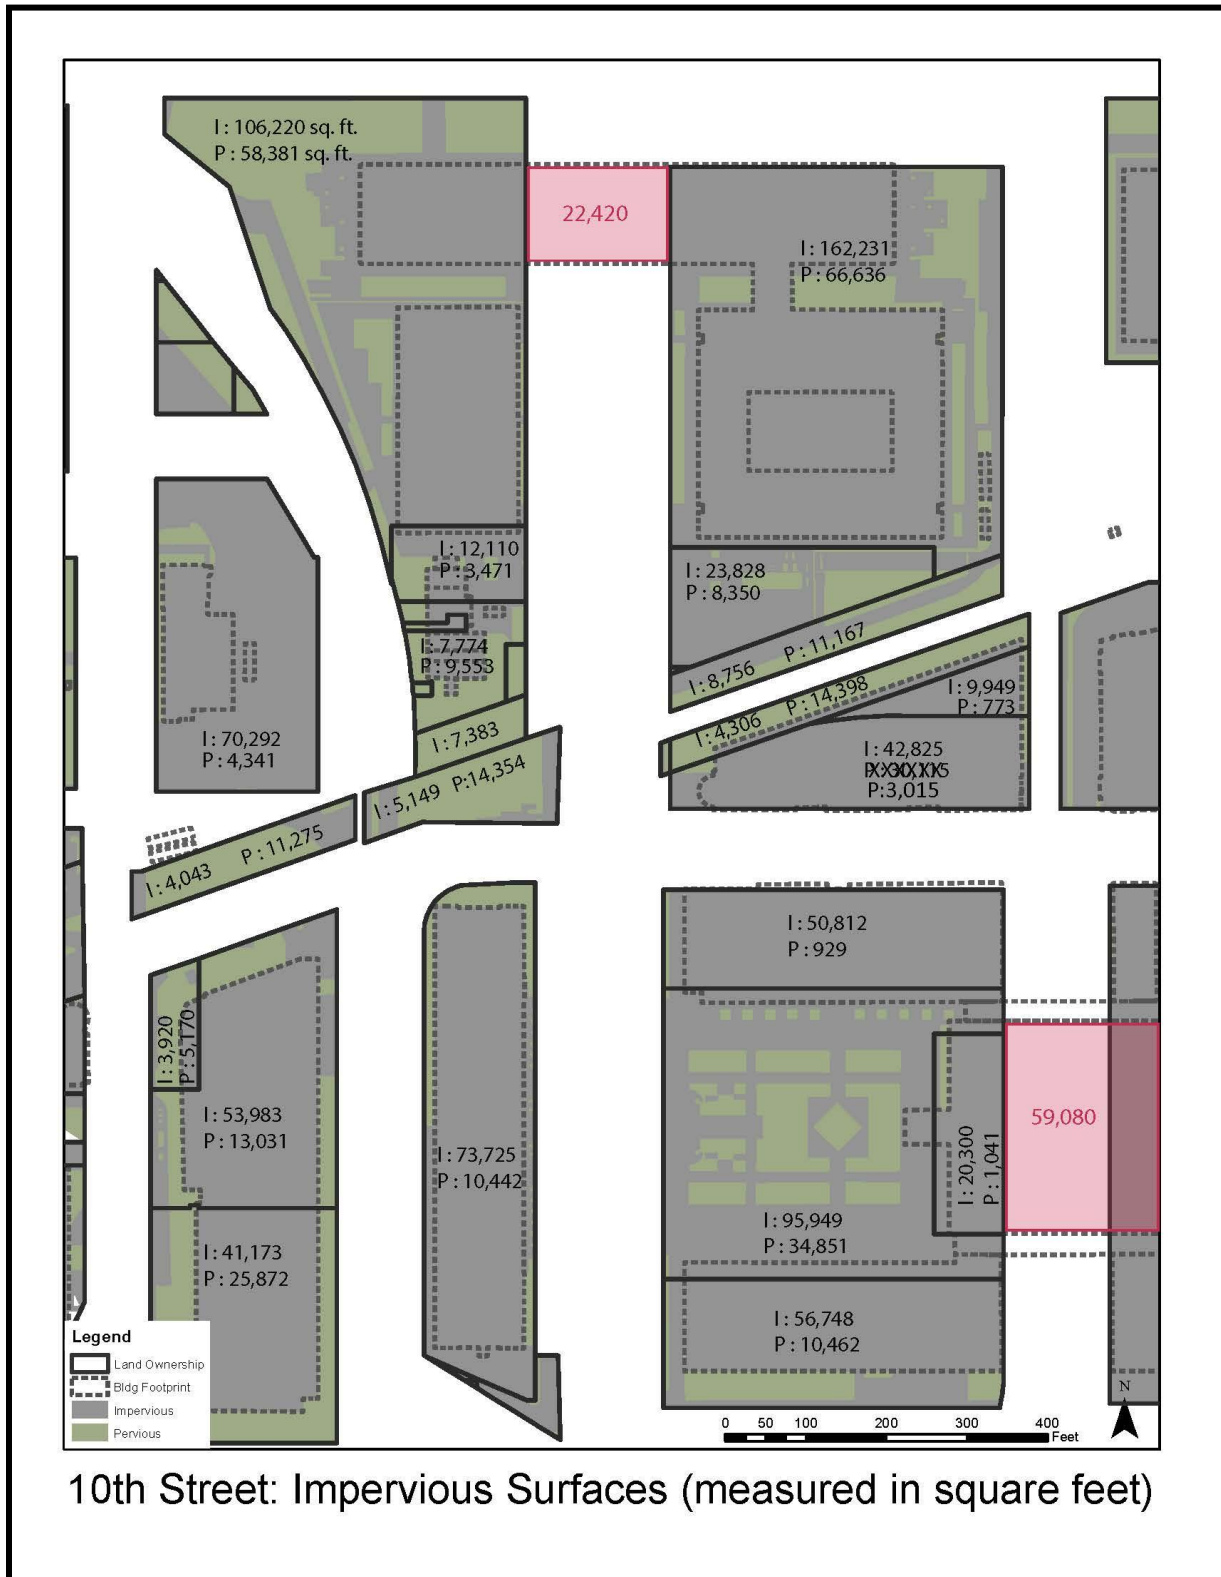 I : 106,220 sq. ft.
P : 58,381 sq. ft.
22,420
I : 162,231
P : 66,636
I : 12,110
P : 3,471
I : 23,828
P : 8,350
I : 7,774
P : 9,553
I : 8,756 P : 11,167
I : 4,306 P : 14,398
I : 9,949
P : 773
I : 7,383
I : 70,292
P : 4,341
I : 42,825
P:3,015
I : 5,149 P:14,354
I : 4,043 P : 11,275
I : 50,812
P : 929
I : 3,920
P : 5,170
I : 53,983
P : 13,031
59,080
I : 73,725
P : 10,442
I : 20,300
P : 1,041
I : 95,949
P : 34,851
I : 41,173
P : 25,872
I : 56,748
P : 10,462
Legend
Land Ownership
Bldg Footprint
Impervious
Pervious
N
0 50 100 200 300 400
Feet
10th Street: Impervious Surfaces (measured in square feet)